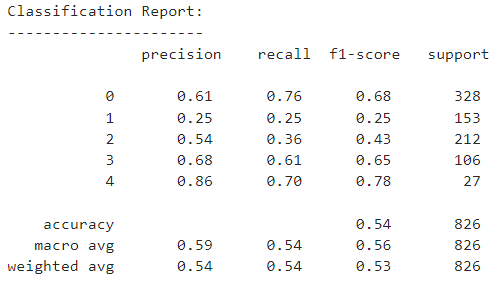 Classification Report:
----------------------
precision recall f1-score support
0 0.61 0.76 0.68 328
1 0.25 0.25 0.25 153
2 0.54 0.36 0.43 212
3 0.68 0.61 0.65 106
4 0.86 0.70 0.78 27
accuracy 0.54 826
macro avg 0.59 0.54 0.56 826
weighted avg 0.54 0.54 0.53 826